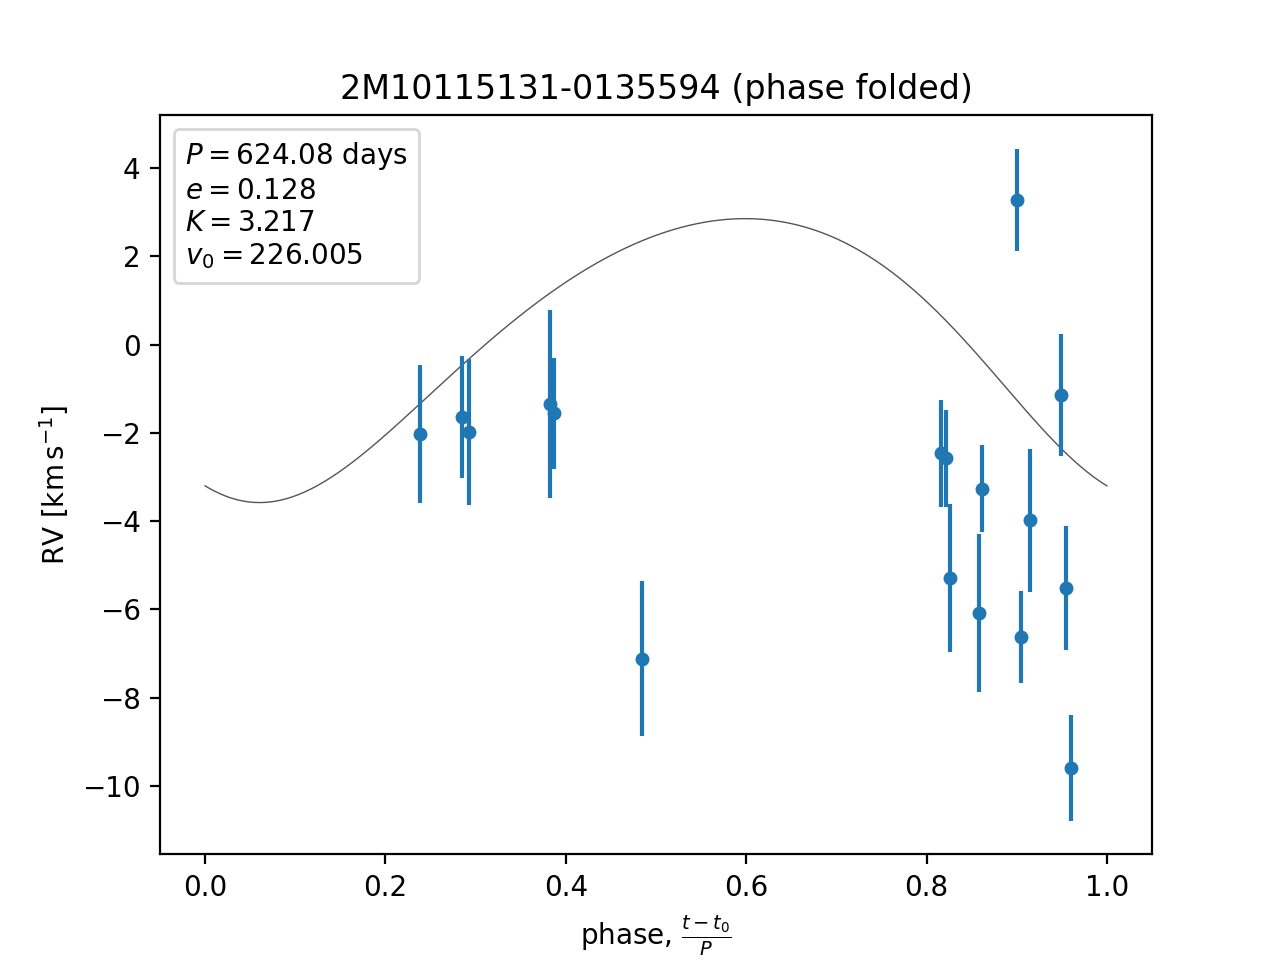 2M10115131-0135594 (phase folded)
P = 624.08 days
e = 0.128
K = 3.217
v₀ = 226.005
4
2
0
−2
−4
−6
−8
−10
RV [km s⁻¹]
0.0 0.2 0.4 0.6 0.8 1.0
phase, (t − t₀)/P